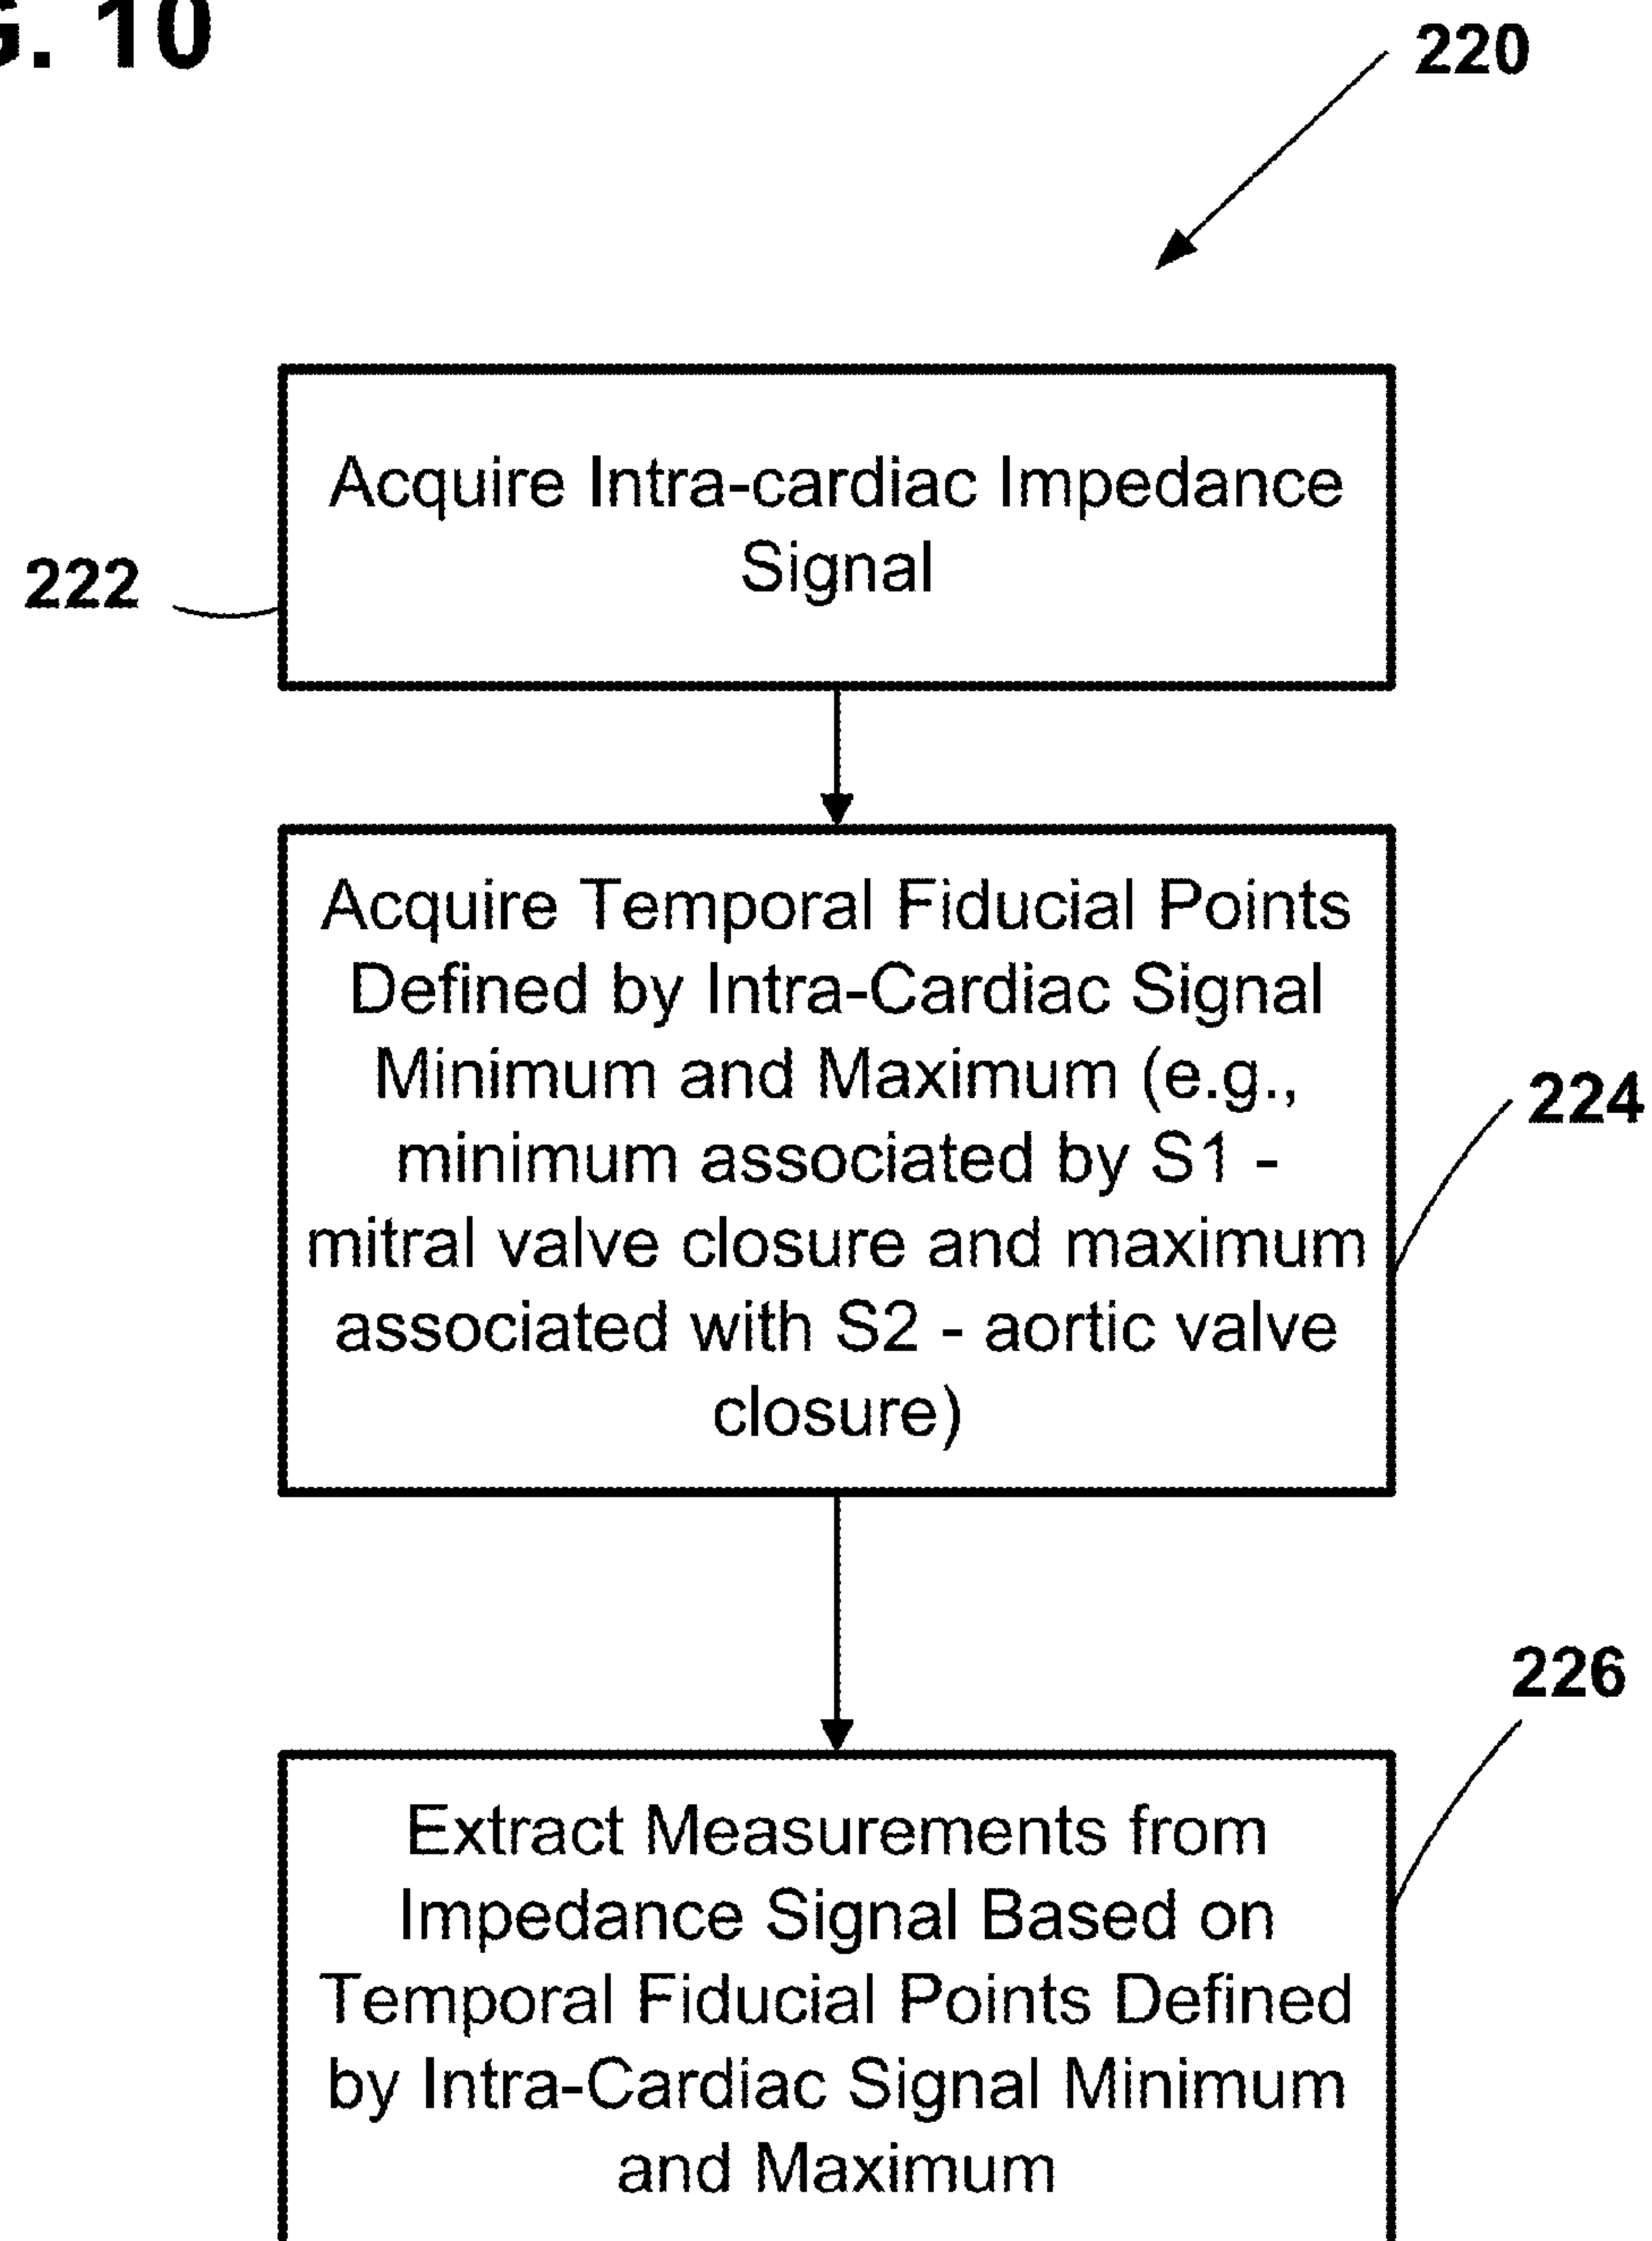 G. 10
220
Acquire Intra-cardiac Impedance
Signal
222
Acquire Temporal Fiducial Points
Defined by Intra-Cardiac Signal
Minimum and Maximum (e.g.,
minimum associated by S1 -
mitral valve closure and maximum
associated with S2 - aortic valve
closure)
224
226
Extract Measurements from
Impedance Signal Based on
Temporal Fiducial Points Defined
by Intra-Cardiac Signal Minimum
and Maximum